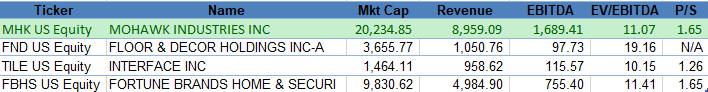 Ticker Name Mkt Cap Revenue EBITDA EV/EBITDA P/S
MHK US Equity MOHAWK INDUSTRIES INC 20,234.85 8,959.09 1,689.41 11.07 1.65
FND US Equity FLOOR & DECOR HOLDINGS INC-A 3,655.77 1,050.76 97.73 19.16 N/A
TILE US Equity INTERFACE INC 1,464.11 958.62 115.57 10.15 1.26
FBHS US Equity FORTUNE BRANDS HOME & SECURI 9,830.62 4,984.90 755.40 11.41 1.65